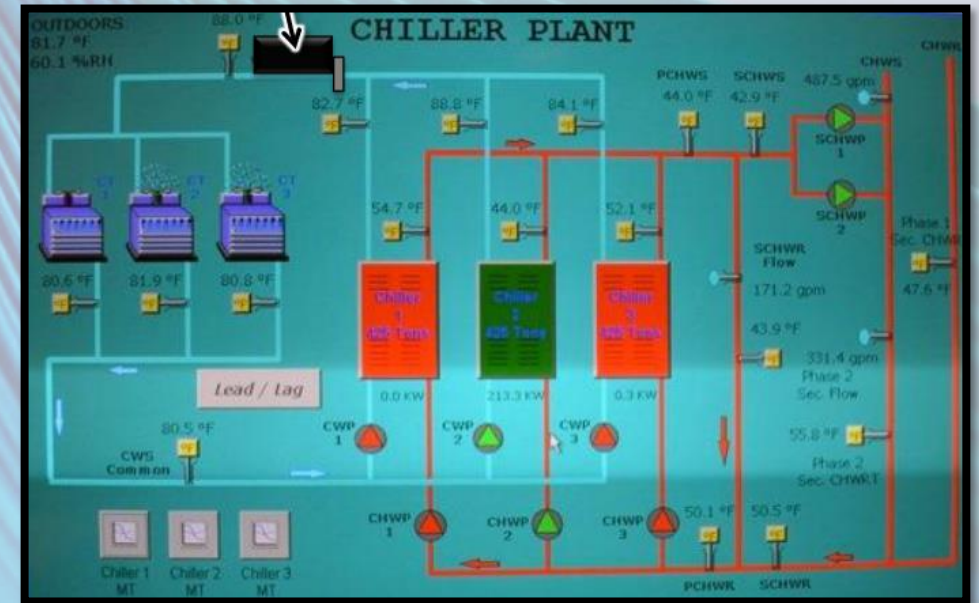 OUTDOORS
81.7 °F
60.1 %RH
88.0 °F
CHILLER PLANT
82.7 °F
88.8 °F
84.1 °F
PCHWS
44.0 °F
SCHWS
42.9 °F
CHWS
487.5 gpm
CHWR
SCHWP
1
SCHWP
2
CT
1
CT
2
CT
3
80.6 °F
81.9 °F
80.8 °F
54.7 °F
44.0 °F
52.1 °F
Phase 1
Sec. CHWR
47.6 °F
SCHWR
Flow
171.2 gpm
43.9 °F
Chiller
1
425 Tons
Chiller
2
425 Tons
Chiller
3
425 Tons
331.4 gpm
Phase 2
Sec. Flow
Lead / Lag
0.0 KW
213.3 KW
0.3 KW
80.5 °F
CWS
Common
CWP
1
CWP
2
CWP
3
55.8 °F
Phase 2
Sec. CHWRT
CHWP
1
CHWP
2
CHWP
3
50.1 °F
50.5 °F
PCHWR
SCHWR
Chiller 1
MT
Chiller 2
MT
Chiller 3
MT